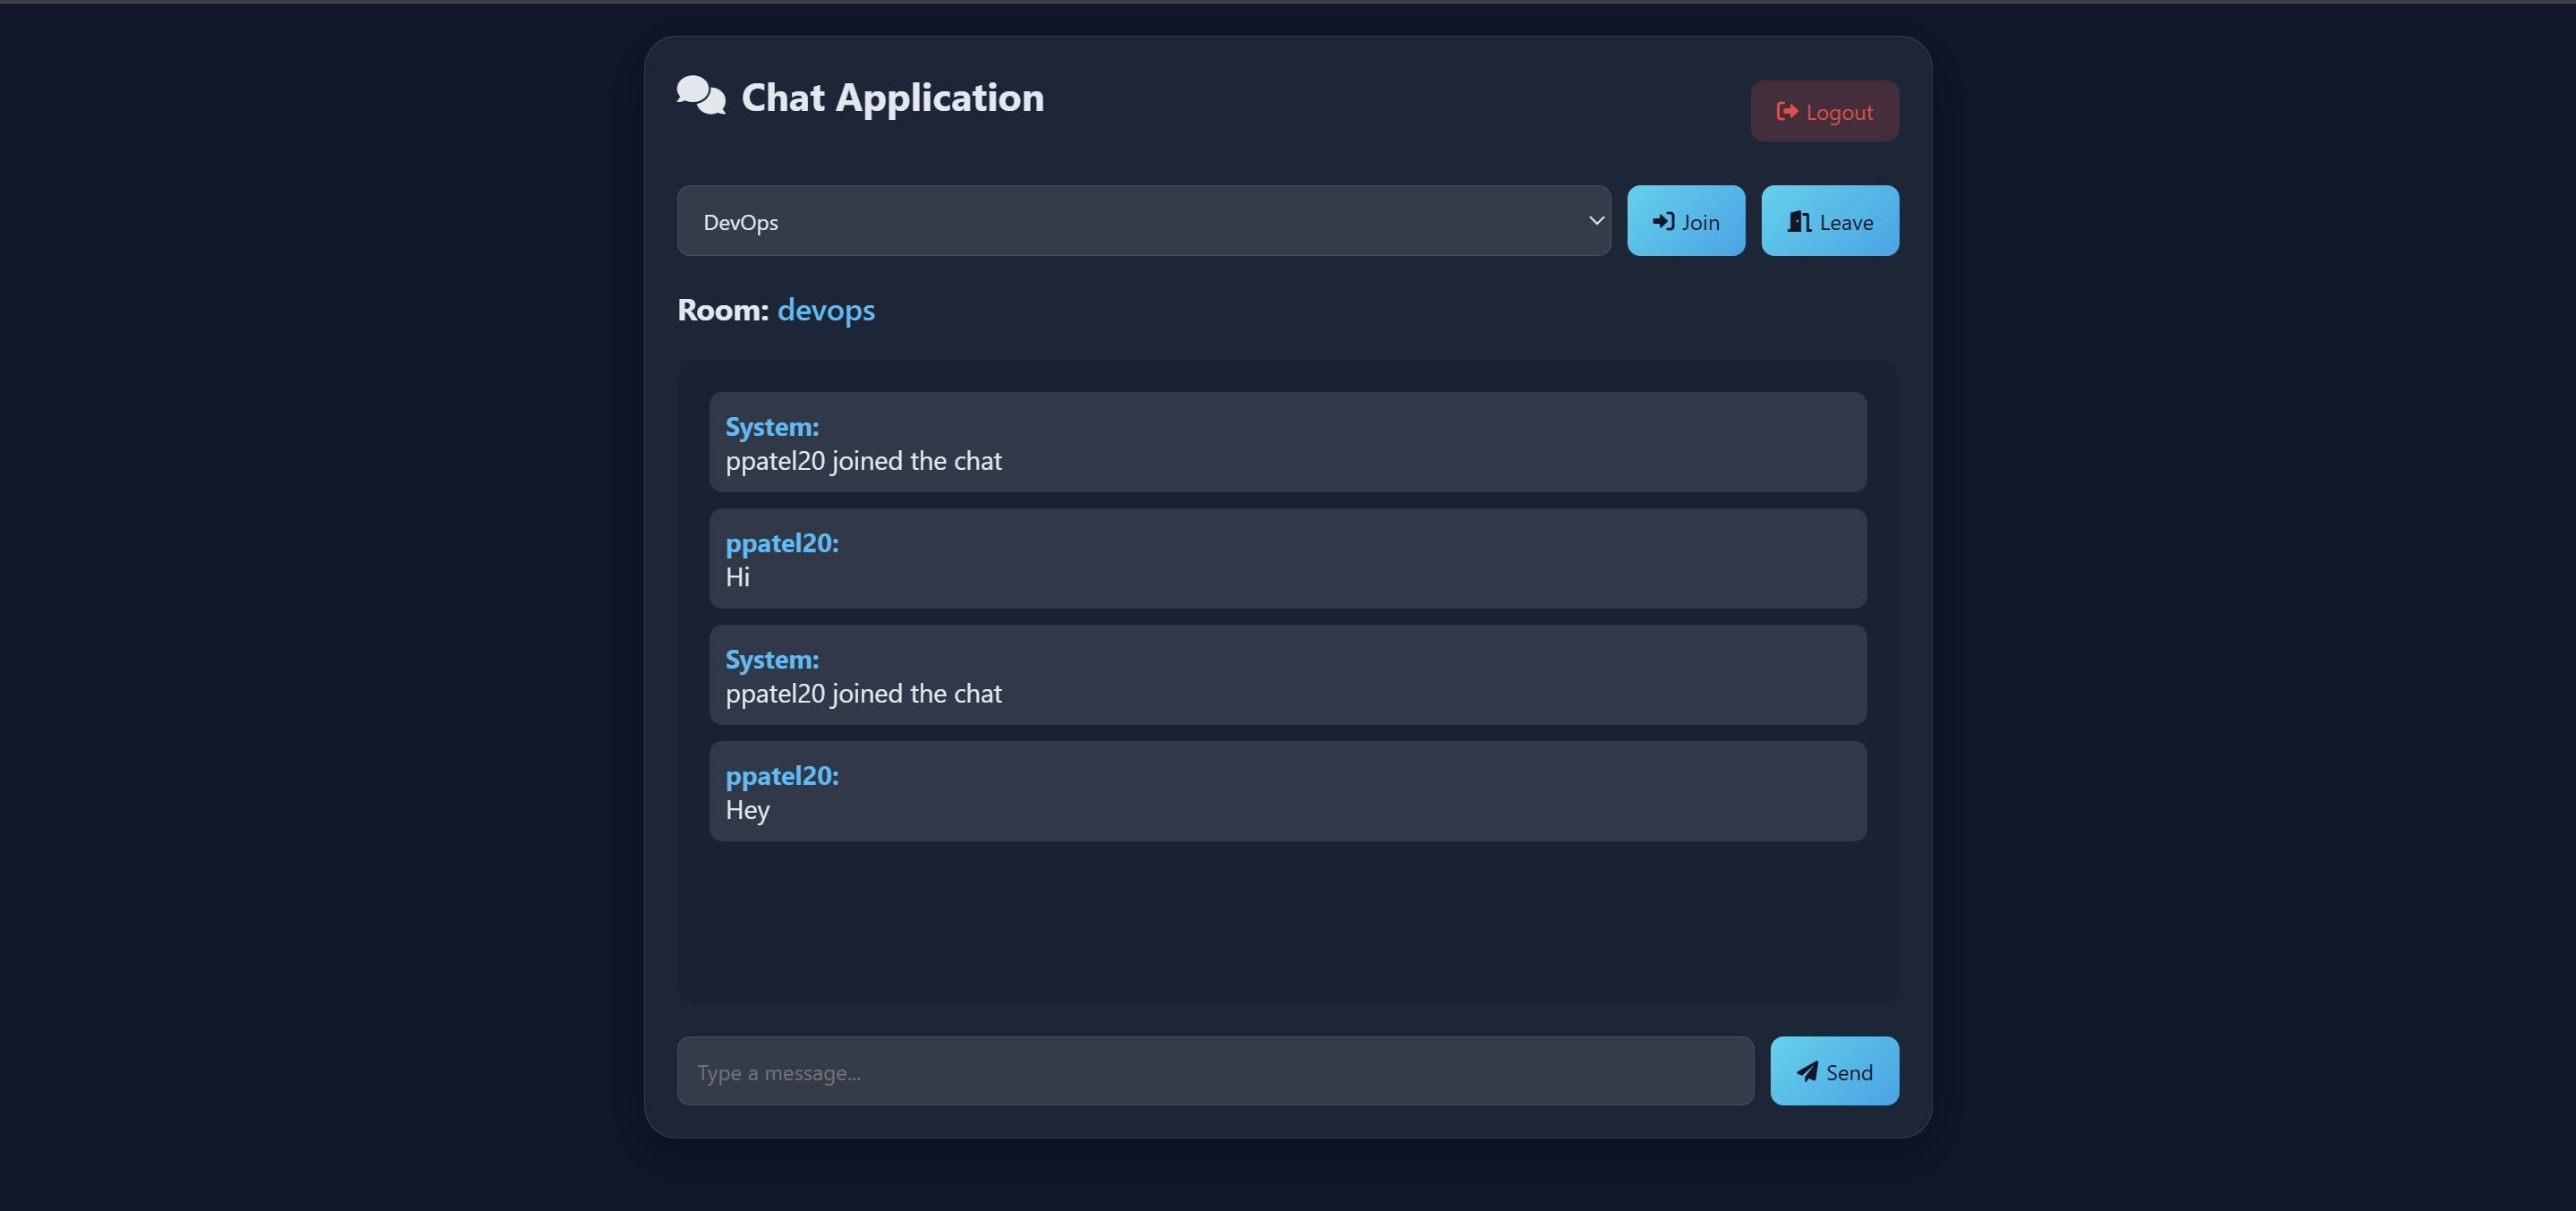 Chat Application
Logout
DevOps
Join
Leave
Room: devops
System:
ppatel20 joined the chat
ppatel20:
Hi
System:
ppatel20 joined the chat
ppatel20:
Hey
Type a message...
Send